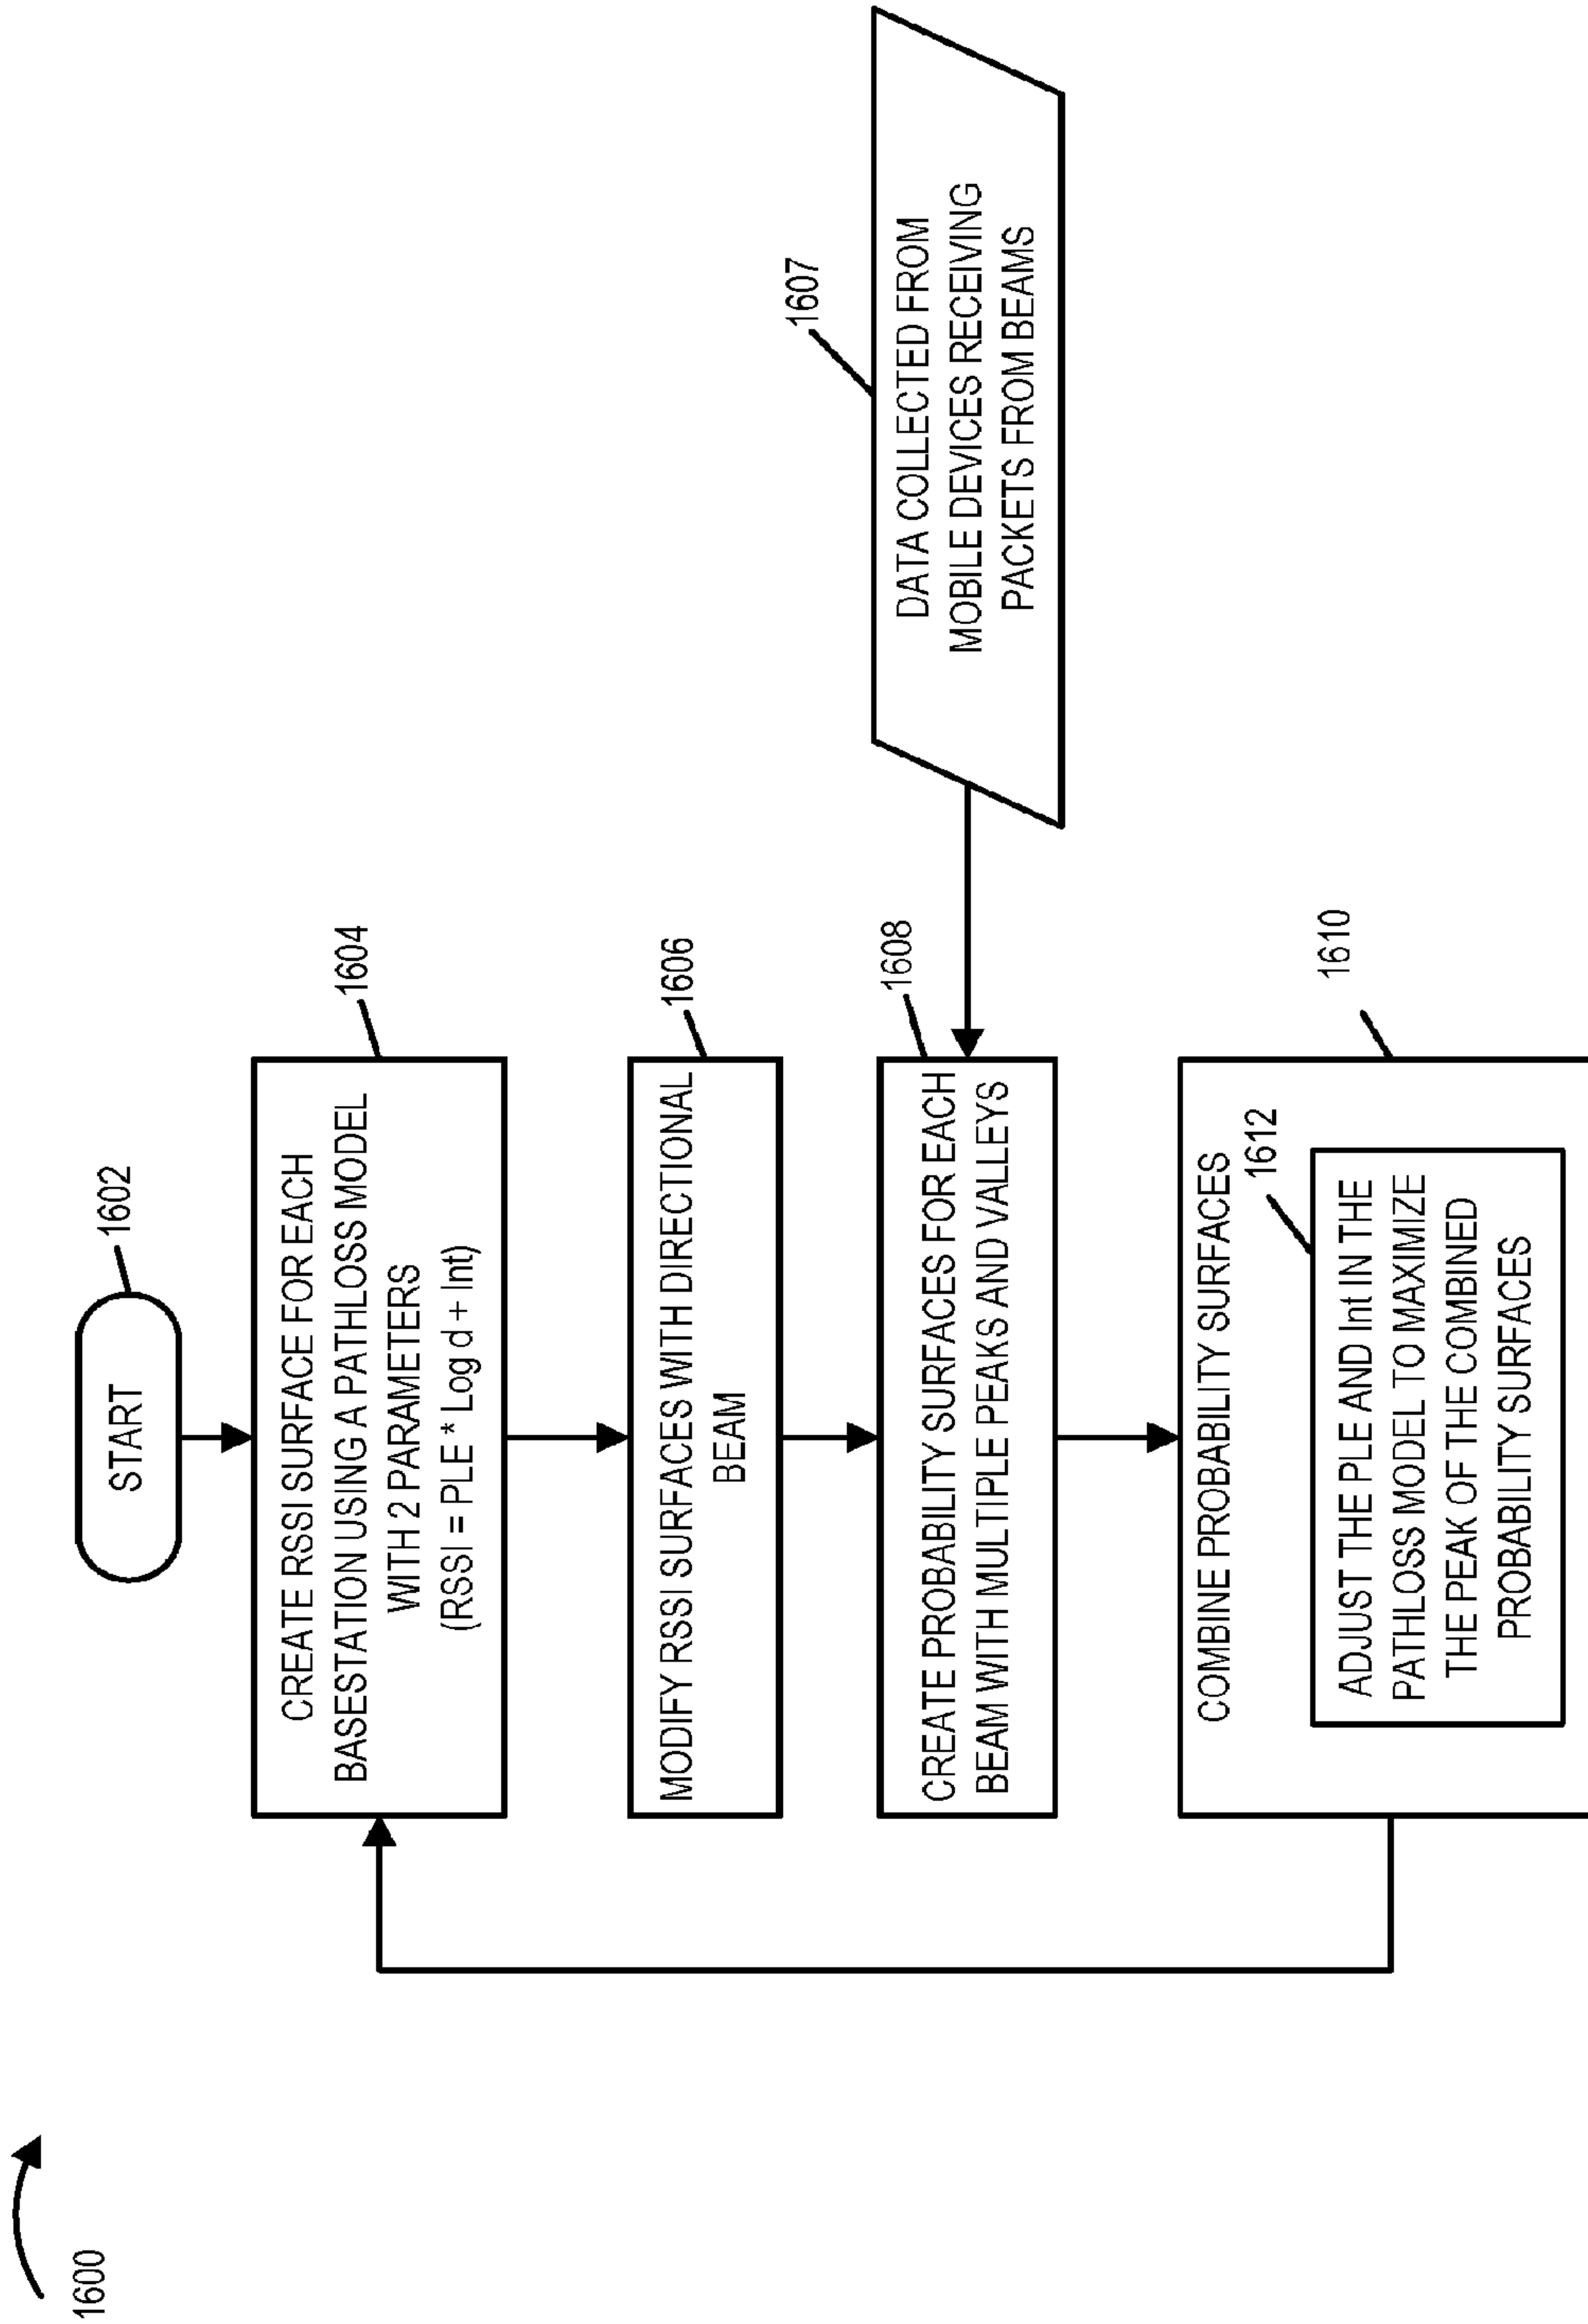 1600
START
1602
CREATE RSSI SURFACE FOR EACH
BASESTATION USING A PATHLOSS MODEL
WITH 2 PARAMETERS
(RSSI = PLE * Log d + Int)
1604
MODIFY RSSI SURFACES WITH DIRECTIONAL
BEAM
1606
CREATE PROBABILITY SURFACES FOR EACH
BEAM WITH MULTIPLE PEAKS AND VALLEYS
1608
DATA COLLECTED FROM
MOBILE DEVICES RECEIVING
PACKETS FROM BEAMS
1607
COMBINE PROBABILITY SURFACES
1610
1612
ADJUST THE PLE AND Int IN THE
PATHLOSS MODEL TO MAXIMIZE
THE PEAK OF THE COMBINED
PROBABILITY SURFACES